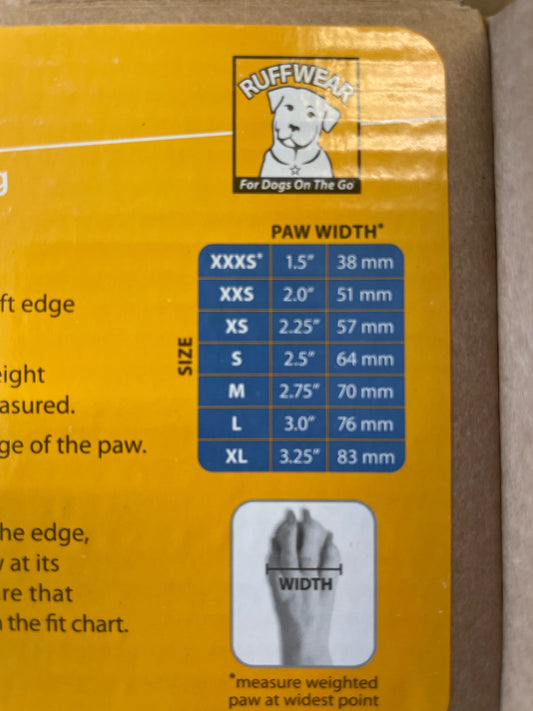 RUFFWEAR
For Dogs On The Go
g
PAW WIDTH*
SIZE
XXXS* 1.5" 38 mm
XXS 2.0" 51 mm
XS 2.25" 57 mm
S 2.5" 64 mm
M 2.75" 70 mm
L 3.0" 76 mm
XL 3.25" 83 mm
ft edge
eight
asured.
ge of the paw.
he edge,
at its
re that
the fit chart.
WIDTH
*measure weighted
paw at widest point